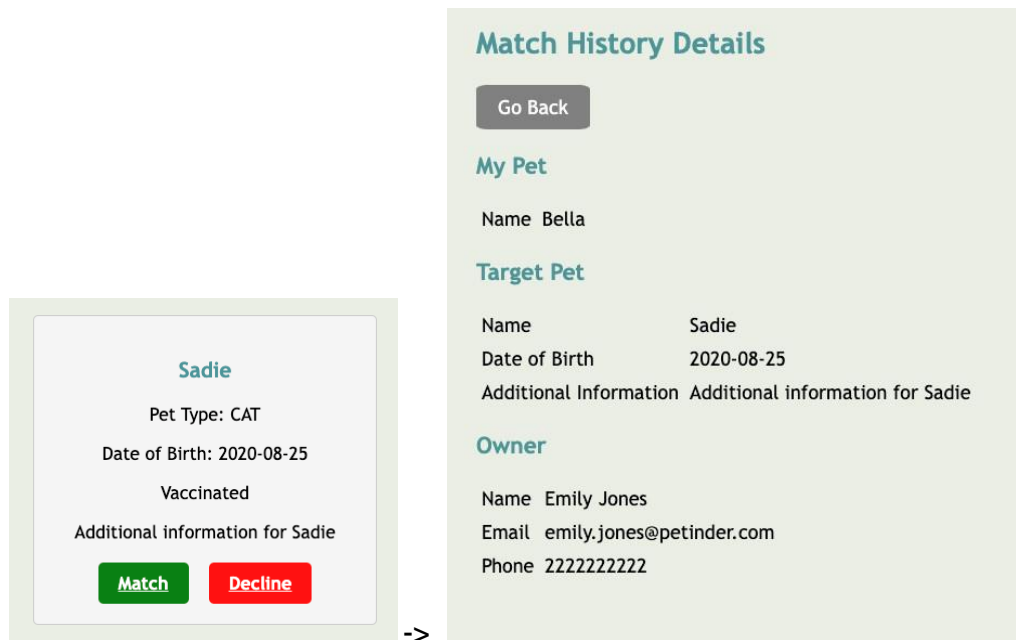 Sadie
Pet Type: CAT
Date of Birth: 2020-08-25
Vaccinated
Additional information for Sadie
Match Decline
->
Match History Details
Go Back
My Pet
Name Bella
Target Pet
Name Sadie
Date of Birth 2020-08-25
Additional Information Additional information for Sadie
Owner
Name Emily Jones
Email emily.jones@petinder.com
Phone 2222222222